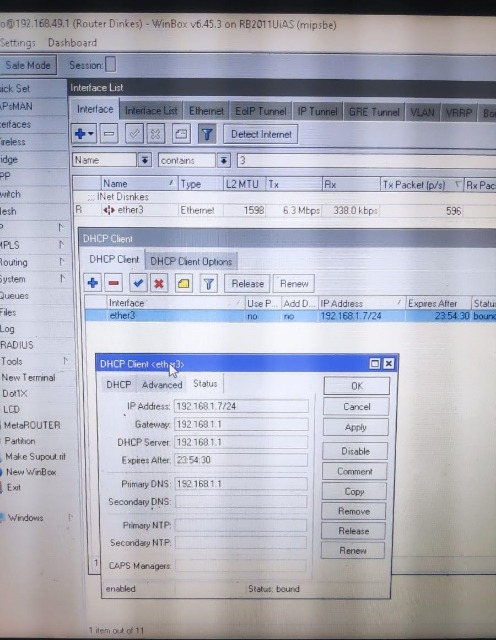 o@192.168.49.1 (Router Dinkes) - WinBox v6.45.3 on RB2011UiAS (mipsbe)
Settings Dashboard
Safe Mode Session:
ick Set
APsMAN
erfaces
ireless
idge
PP
witch
esh
P
MPLS
Routing
System
Queues
Files
Log
RADIUS
Tools
New Terminal
Dot1X
LCD
MetaROUTER
Partition
Make Supout.rif
New WinBox
Exit
Windows
Interface List
Interface Interface List Ethernet EoIP Tunnel IP Tunnel GRE Tunnel VLAN VRRP Bo
Detect Internet
Name contains 3
Name Type L2 MTU Tx Rx Tx Packet (p/s) Rx Pac
;;; INet Disnkes
R ether3 Ethernet 1598 6.3 Mbps 338.0 kbps 596
DHCP Client
DHCP Client DHCP Client Options
Release Renew
Interface Use P... Add D... IP Address Expires After Status
ether3 no no 192.168.1.7/24 23:54:30 bound
DHCP Client <ether3>
DHCP Advanced Status
IP Address: 192.168.1.7/24
Gateway: 192.168.1.1
DHCP Server: 192.168.1.1
Expires After: 23:54:30
Primary DNS: 192.168.1.1
Secondary DNS:
Primary NTP:
Secondary NTP:
CAPS Managers:
OK
Cancel
Apply
Disable
Comment
Copy
Remove
Release
Renew
enabled Status: bound
1
1 item out of 11